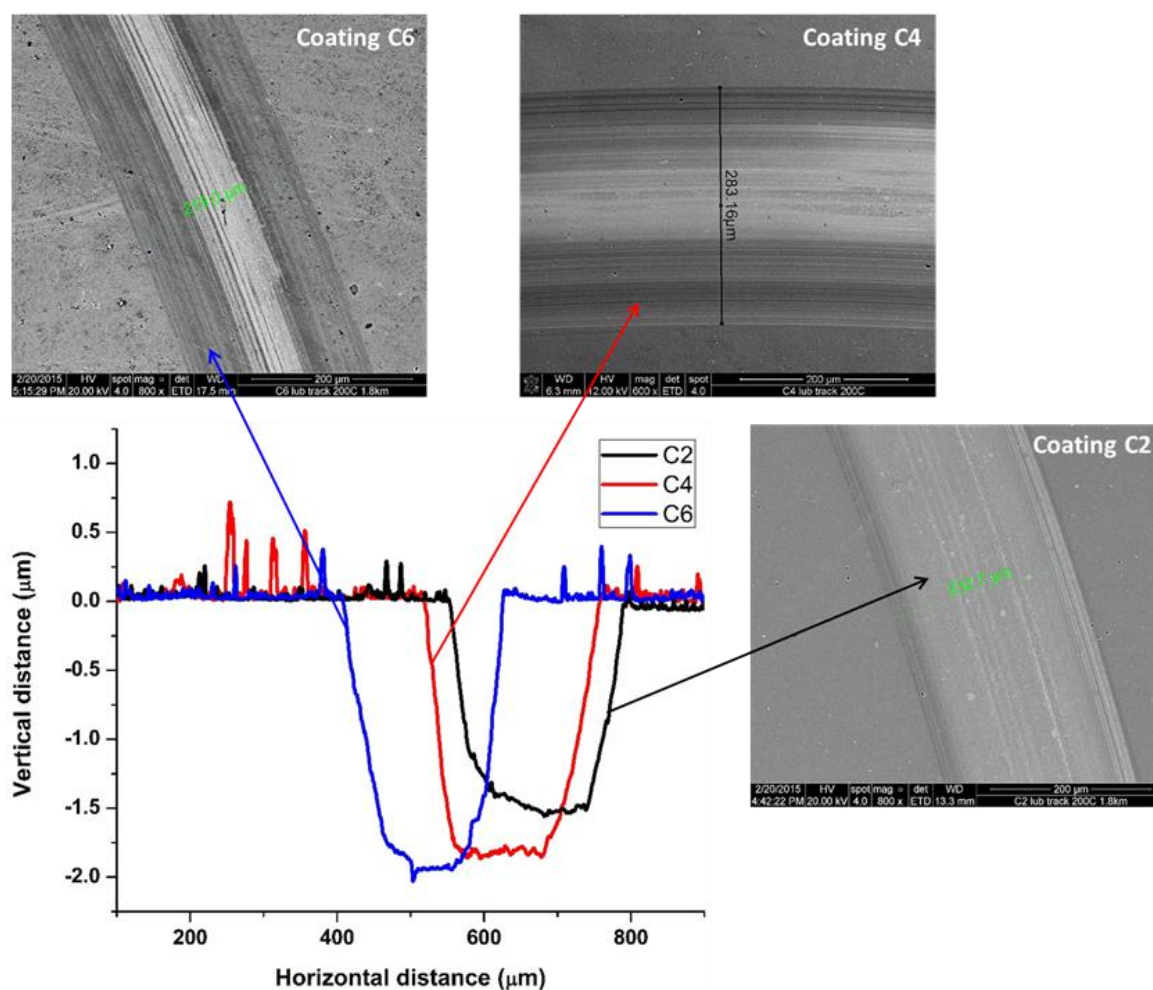 Coating C6
2/20/2015 HV spot mag det WD 200 µm
5:15:29 PM 20.00 kV 4.0 800 x ETD 17.5 mm C6 lub track 200C 1.8km
Coating C4
283.16µm
WD HV mag det spot 200 µm
6.3 mm 12.00 kV 600 x ETD 4.0 C4 lub track 200C
Coating C2
2/20/2015 HV spot mag det WD 200 µm
4:42:22 PM 20.00 kV 4.0 800 x ETD 13.3 mm C2 lub track 200C 1.8km
C2
C4
C6
1.0
0.5
0.0
-0.5
-1.0
-1.5
-2.0
Vertical distance (µm)
200 400 600 800
Horizontal distance (µm)